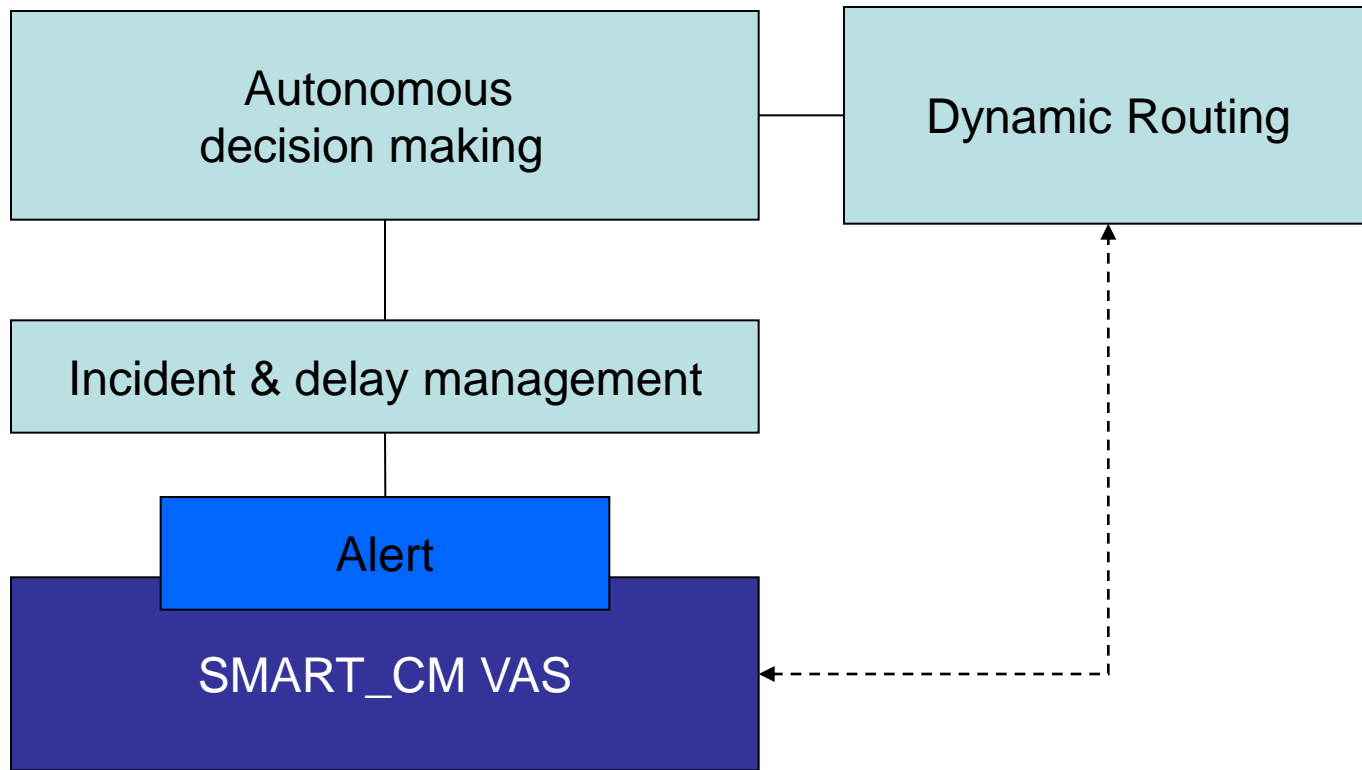 Autonomous
decision making
Dynamic Routing
Incident & delay management
Alert
SMART_CM VAS